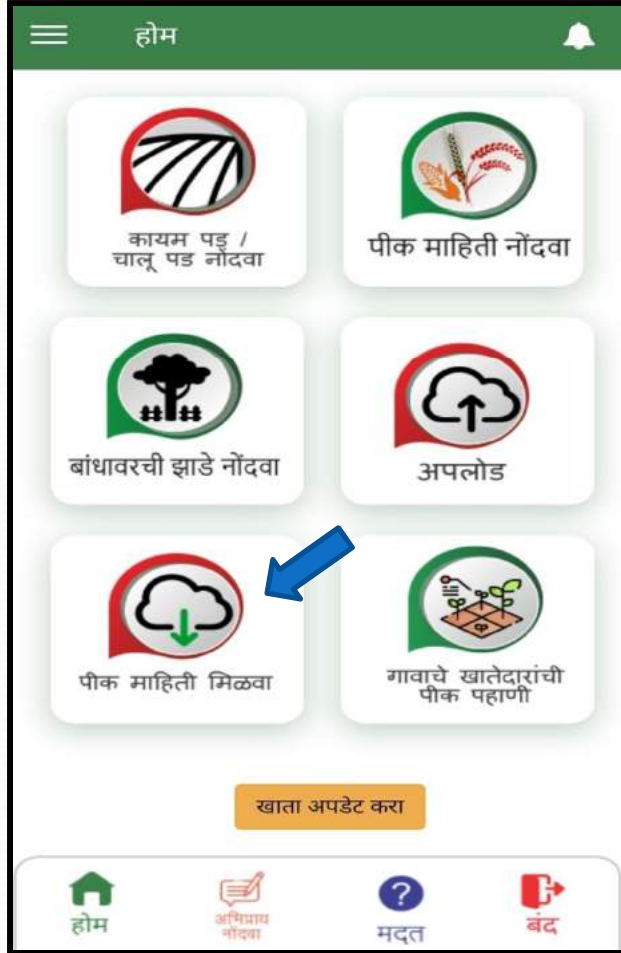 होम
कायम पड /
चालू पड नोंदवा
पीक माहिती नोंदवा
बांधावरची झाडे नोंदवा
अपलोड
पीक माहिती मिळवा
गावाचे खातेदारांची
पीक पहाणी
खाता अपडेट करा
होम
अभिप्राय
नोंदवा
मदत
बंद